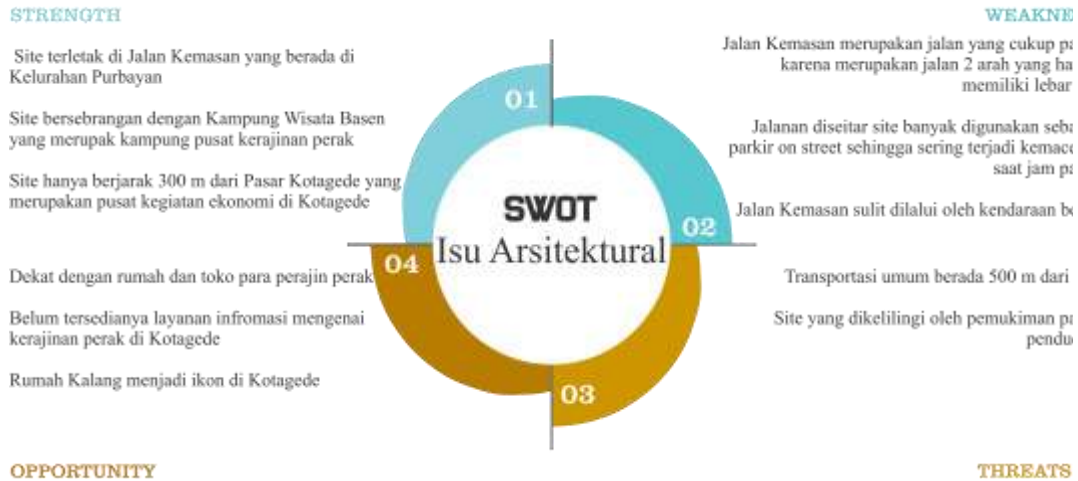 STRENGTH
Site terletak di Jalan Kemasan yang berada di
Kelurahan Purbayan
Site bersebrangan dengan Kampung Wisata Basen
yang merupak kampung pusat kerajinan perak
Site hanya berjarak 300 m dari Pasar Kotagede yang
merupakan pusat kegiatan ekonomi di Kotagede
WEAKNE
Jalan Kemasan merupakan jalan yang cukup pa
karena merupakan jalan 2 arah yang ha
memiliki lebar
Jalanan diseitar site banyak digunakan seba
parkir on street sehingga sering terjadi kemace
saat jam pa
Jalan Kemasan sulit dilalui oleh kendaraan be
01
02
SWOT
Isu Arsitektural
04
03
Dekat dengan rumah dan toko para perajin perak
Belum tersedianya layanan infromasi mengenai
kerajinan perak di Kotagede
Rumah Kalang menjadi ikon di Kotagede
OPPORTUNITY
Transportasi umum berada 500 m dari
Site yang dikelilingi oleh pemukiman pa
pendu
THREATS